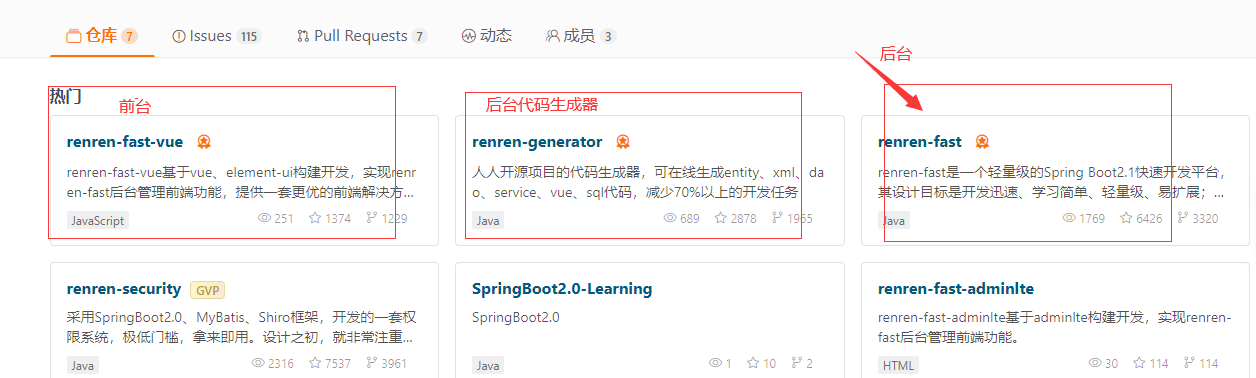 仓库 7 Issues 115 Pull Requests 7 动态 成员 3
后台
热门
前台
后台代码生成器
renren-fast-vue
renren-fast-vue基于vue、element-ui构建开发，实现renr
en-fast后台管理前端功能，提供一套更优的前端解决方...
JavaScript 251 1374 1229
renren-generator
人人开源项目的代码生成器，可在线生成entity、xml、da
o、service、vue、sql代码，减少70%以上的开发任务
Java 689 2878 1965
renren-fast
renren-fast是一个轻量级的Spring Boot2.1快速开发平台，
其设计目标是开发迅速、学习简单、轻量级、易扩展；...
Java 1769 6426 3320
renren-security GVP
采用SpringBoot2.0、MyBatis、Shiro框架，开发的一套权
限系统，极低门槛，拿来即用。设计之初，就非常注重...
Java 2316 7537 3961
SpringBoot2.0-Learning
SpringBoot2.0
Java 1 10 2
renren-fast-adminlte
renren-fast-adminlte基于adminlte构建开发，实现renren-
fast后台管理前端功能。
HTML 30 114 114